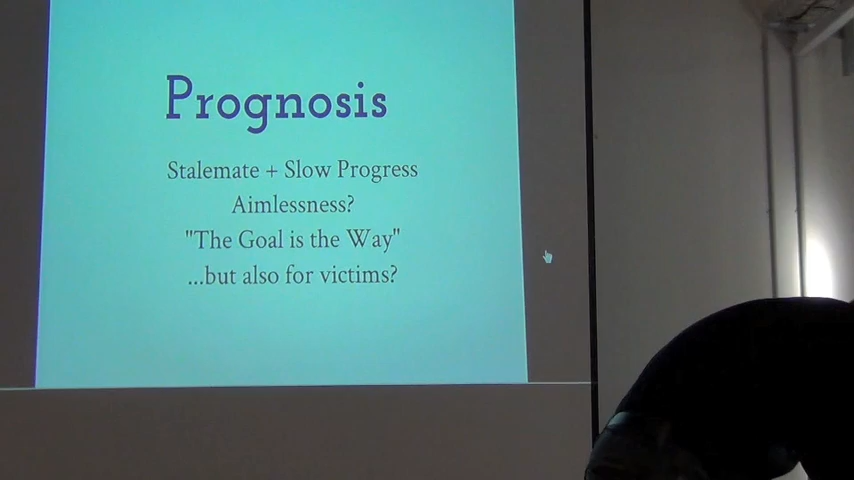 Prognosis
Stalemate + Slow Progress
Aimlessness?
"The Goal is the Way"
...but also for victims?